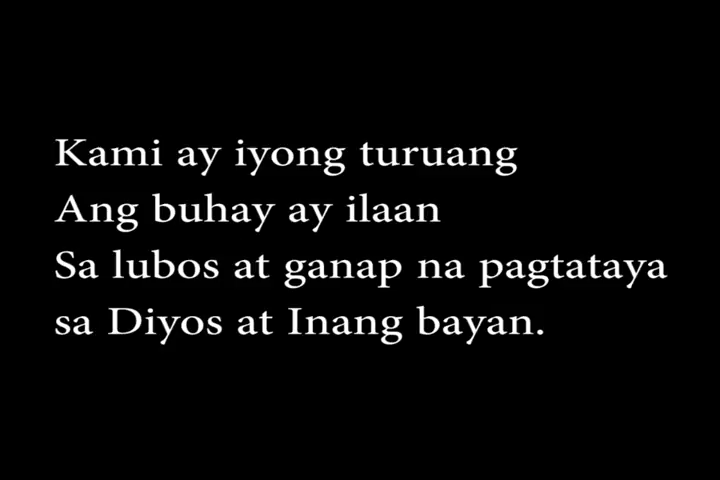 Kami ay iyong turuang
Ang buhay ay ilaan
Sa lubos at ganap na pagtataya
sa Diyos at Inang bayan.